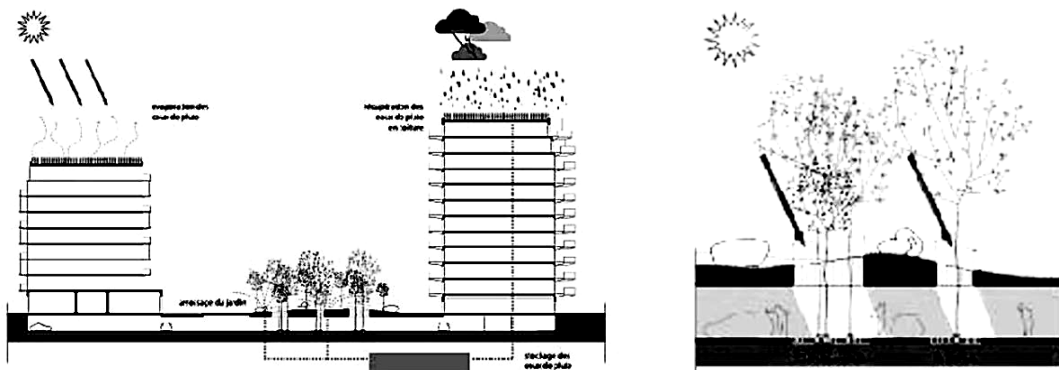 évaporation des
eaux de pluie
récupération des
eaux de pluie
en toiture
arrosage du jardin
stockage des
eaux de pluie